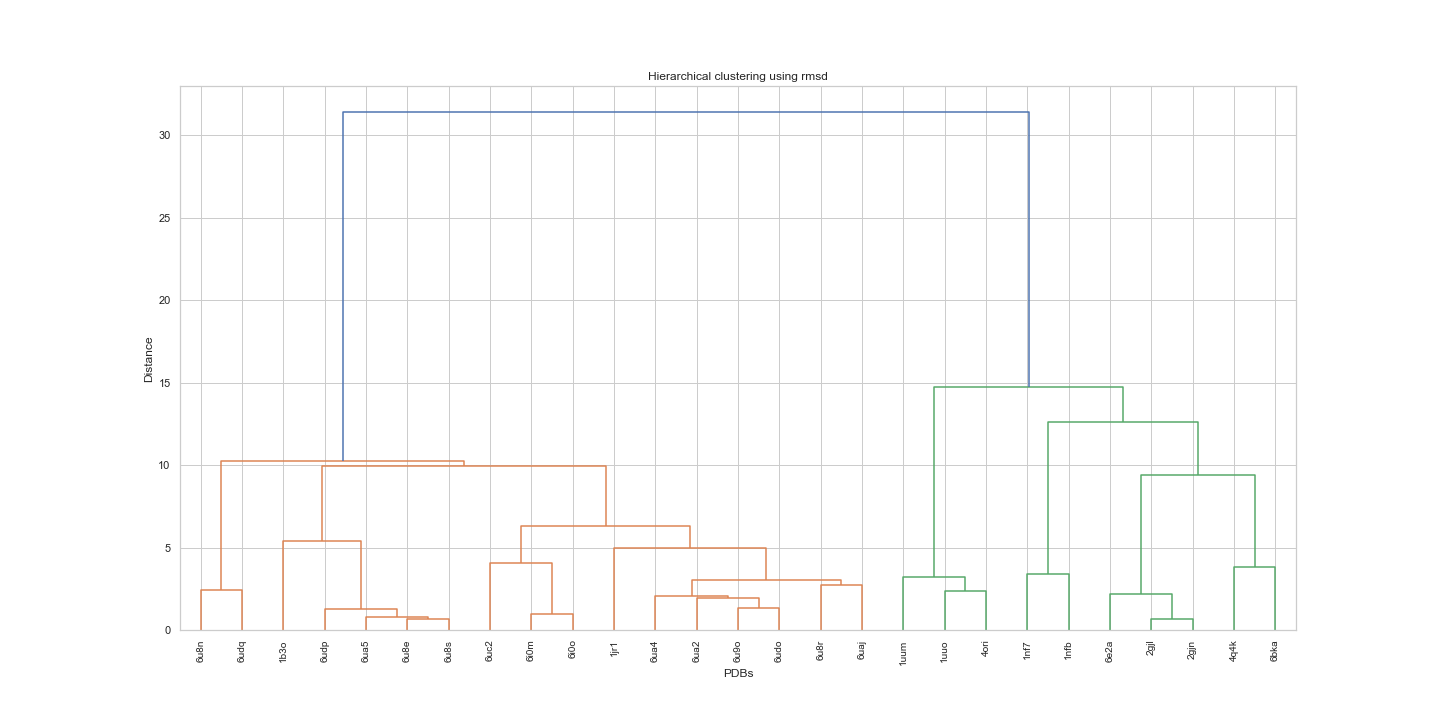 Hierarchical clustering using rmsd
30
25
20
15
10
5
0
Distance
6u8n 6udq 1b3o 6udp 6ua5 6u8e 6u8s 6uc2 6i0m 6i0o 1jr1 6ua4 6ua2 6u9o 6udo 6u8r 6uaj 1uum 1uuo 4ori 1nf7 1nfb 6e2a 2gjl 2gjn 4q4k 6bka
PDBs